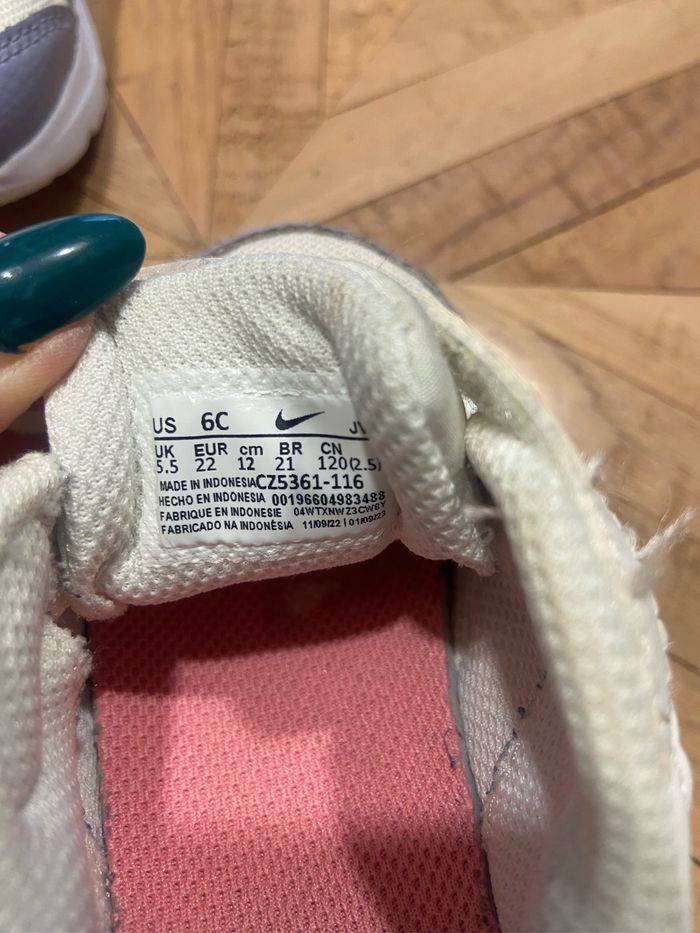 US 6C
UK EUR cm BR CN
5.5 22 12 21 120(2.5)
MADE IN INDONESIA CZ5361-116
HECHO EN INDONESIA 00196604983488
FABRIQUE EN INDONESIE 04WTXNWZ3CW8Y
FABRICADO NA INDONÉSIA 11/09/22 | 01/09/23